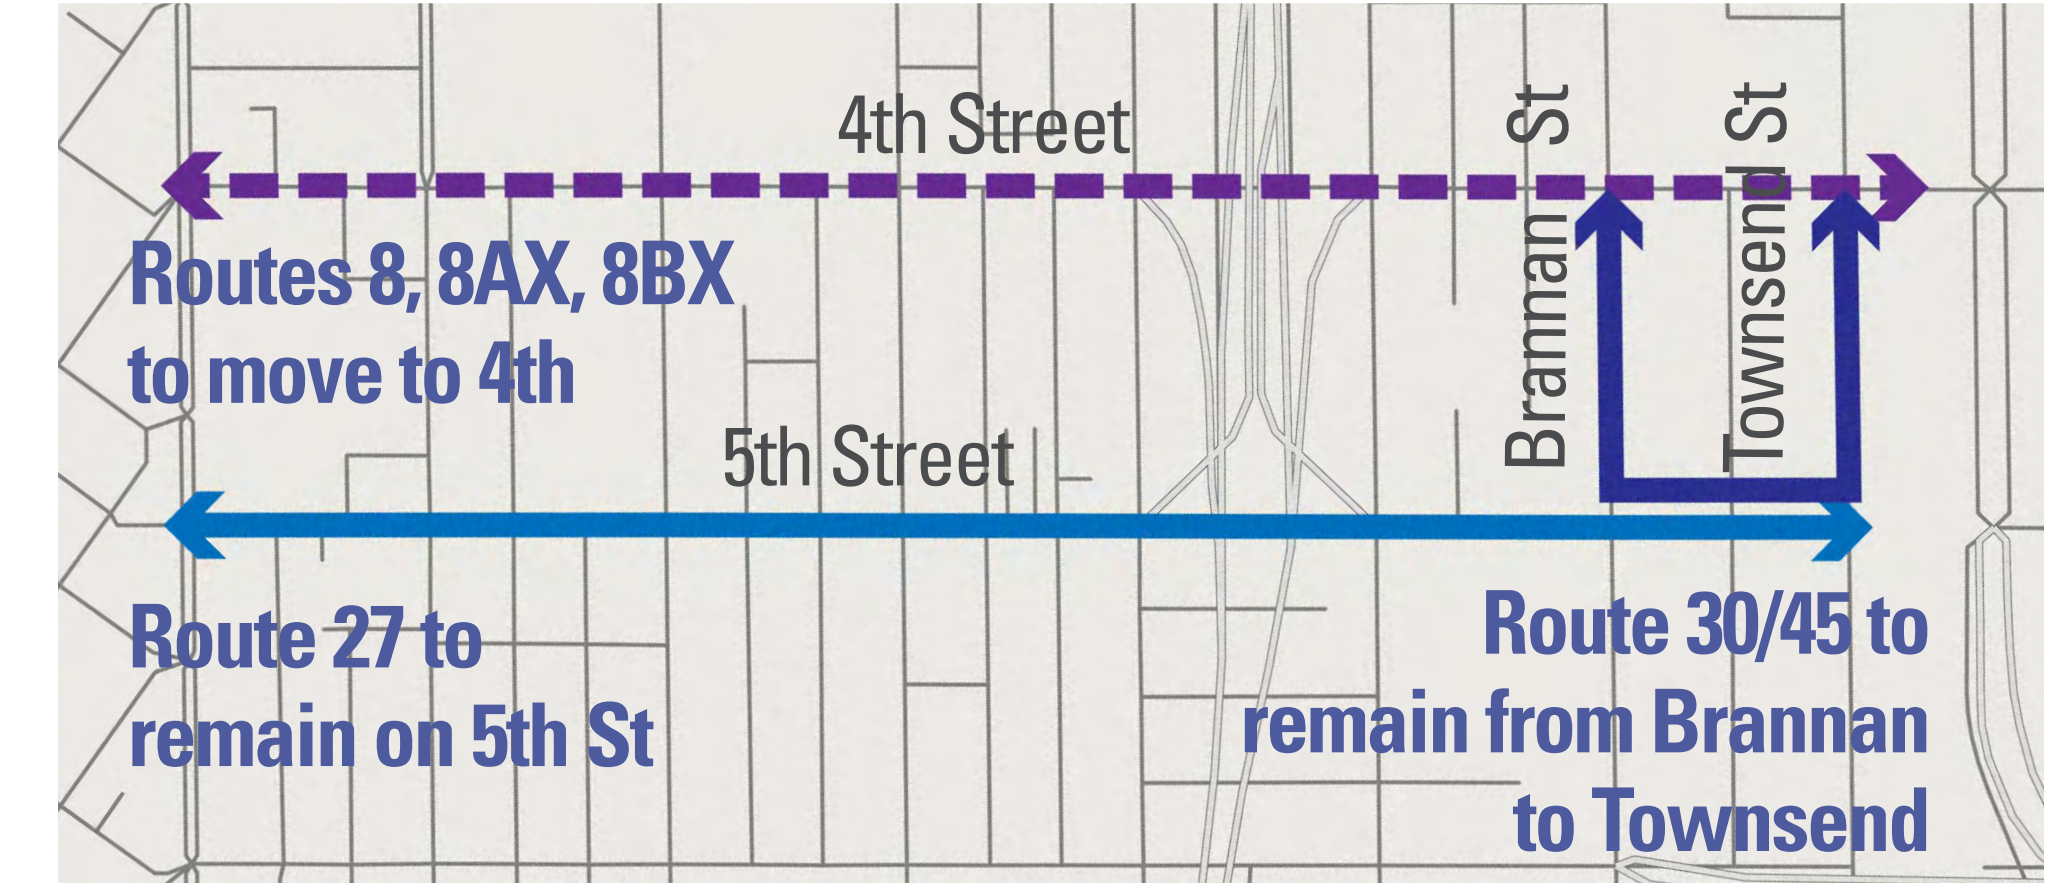 4th Street
Brannan St
Townsend St
Routes 8, 8AX, 8BX
to move to 4th
5th Street
Route 27 to
remain on 5th St
Route 30/45 to
remain from Brannan
to Townsend